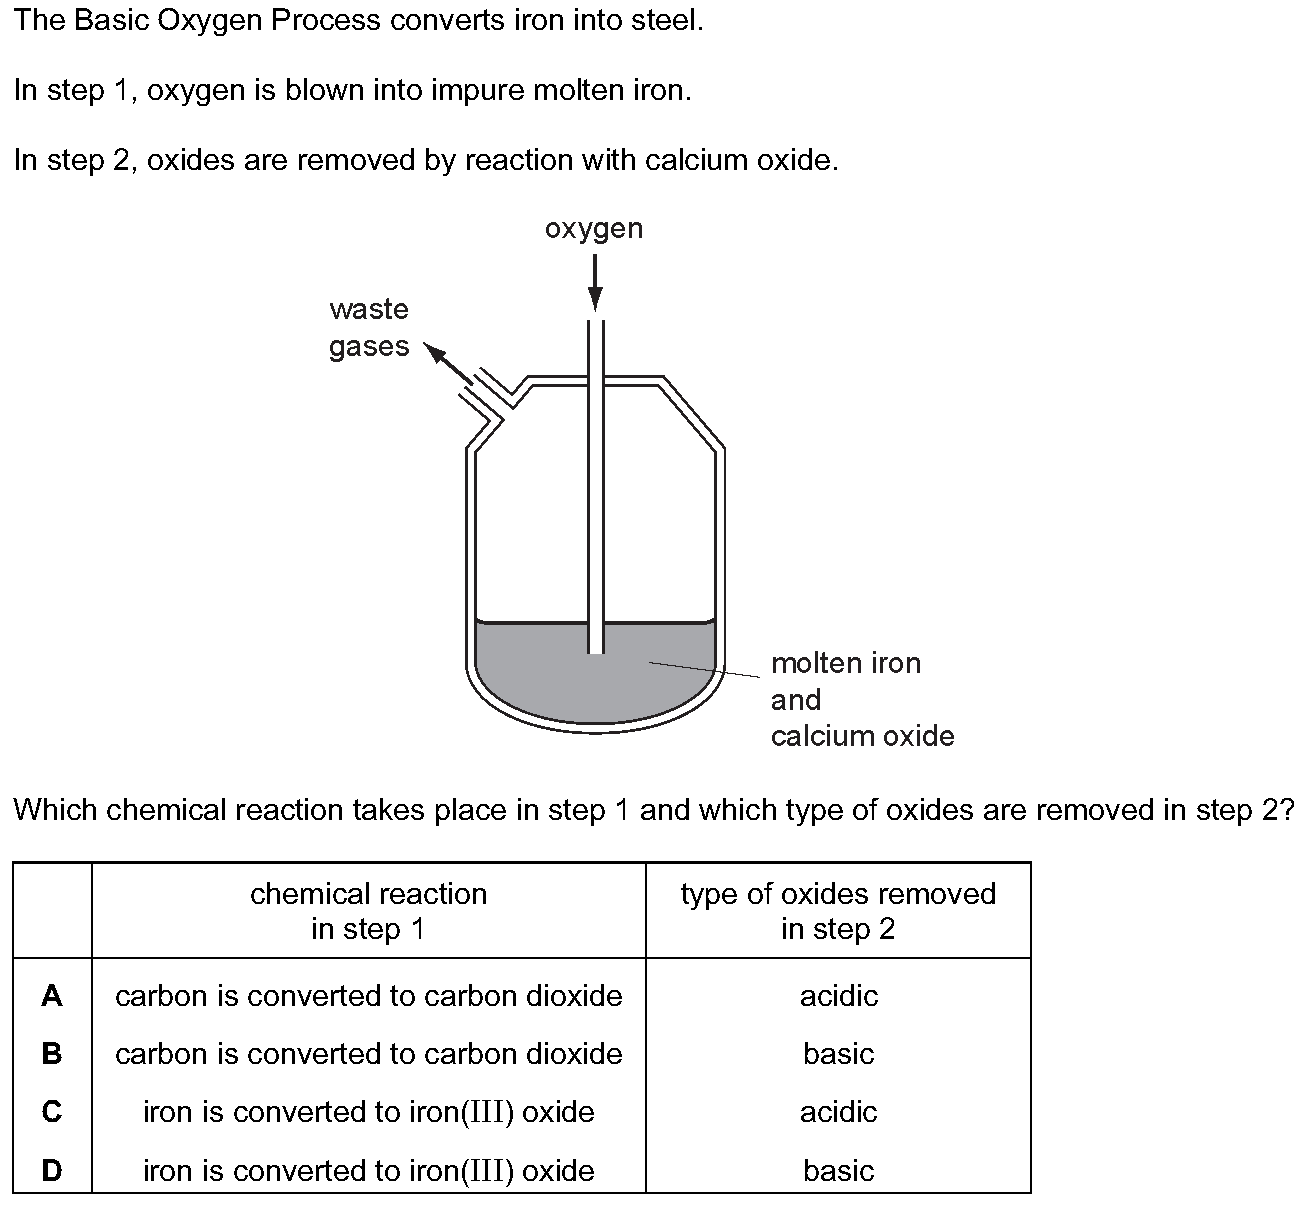 The Basic Oxygen Process converts iron into steel.
In step 1, oxygen is blown into impure molten iron.
In step 2, oxides are removed by reaction with calcium oxide.
oxygen
waste
gases
molten iron
and
calcium oxide
Which chemical reaction takes place in step 1 and which type of oxides are removed in step 2?
chemical reaction
in step 1
type of oxides removed
in step 2
A carbon is converted to carbon dioxide acidic
B carbon is converted to carbon dioxide basic
C iron is converted to iron(III) oxide acidic
D iron is converted to iron(III) oxide basic